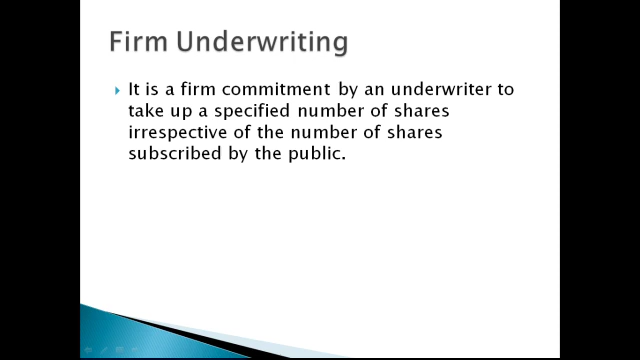 Firm Underwriting
It is a firm commitment by an underwriter to
take up a specified number of shares
irrespective of the number of shares
subscribed by the public.